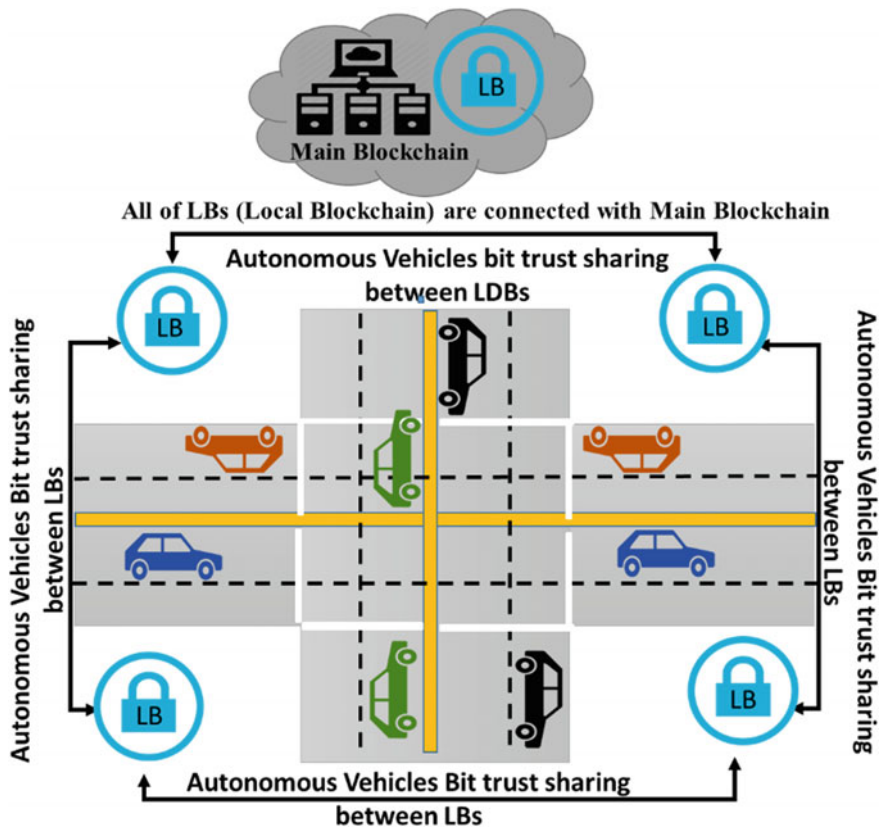 LB
Main Blockchain
All of LBs (Local Blockchain) are connected with Main Blockchain
Autonomous Vehicles bit trust sharing
between LDBs
LB
LB
Autonomous Vehicles Bit trust sharing
between LBs
Autonomous Vehicles Bit trust sharing
between LBs
LB
LB
Autonomous Vehicles Bit trust sharing
between LBs